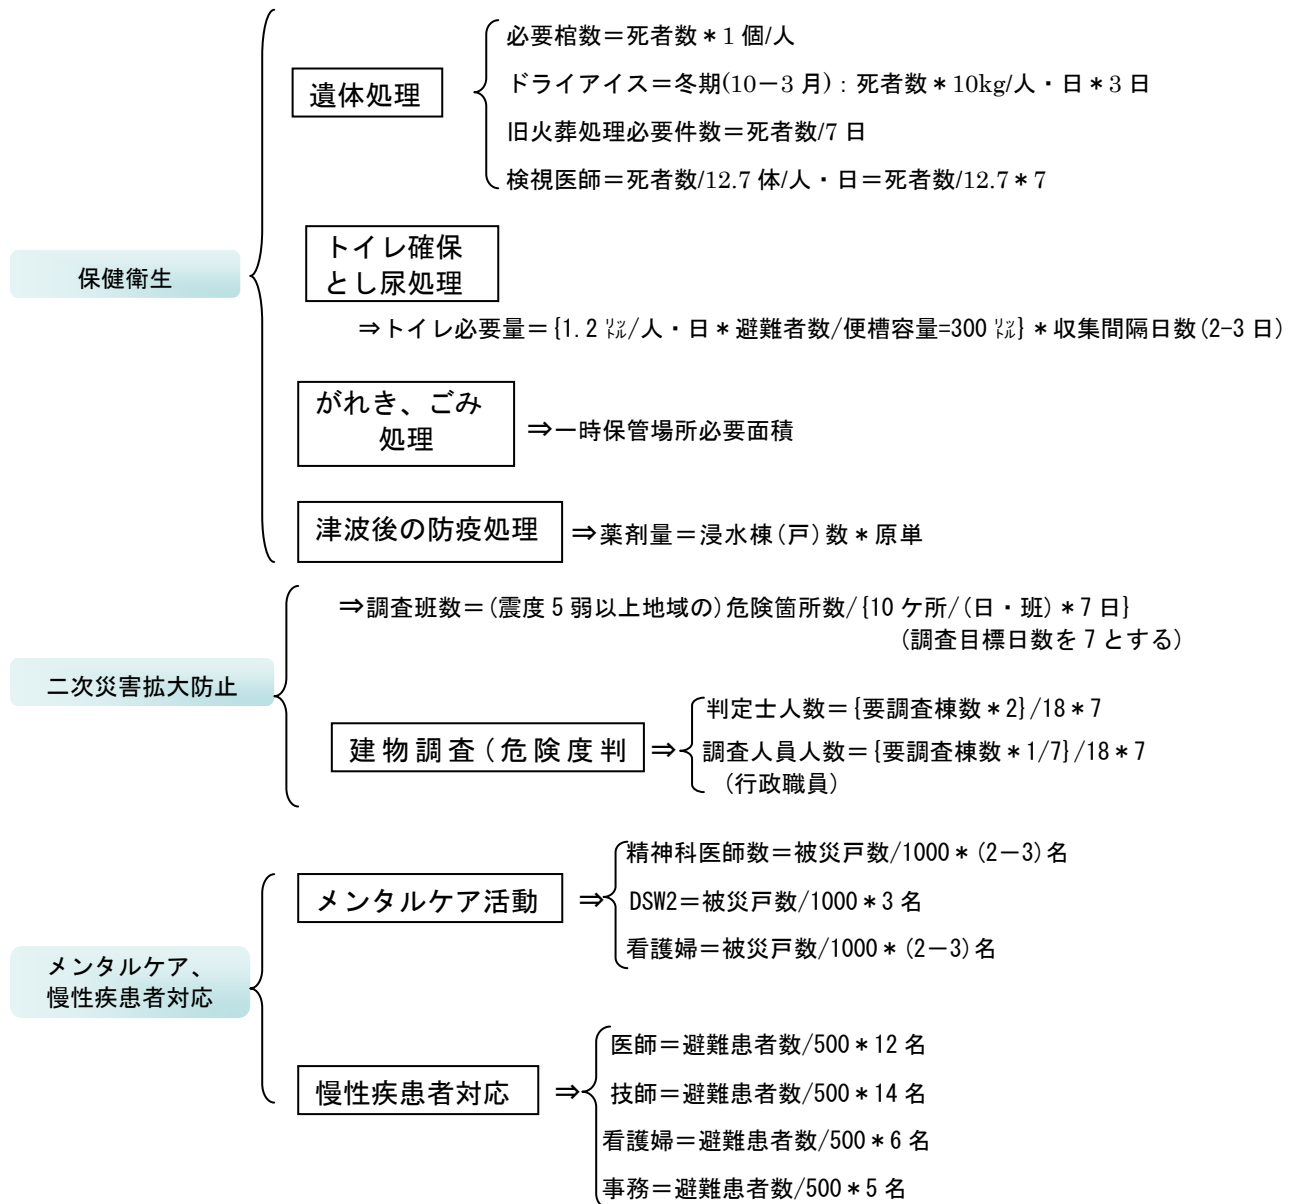 保健衛生
遺体処理
必要棺数＝死者数＊1個/人
ドライアイス＝冬期(10－3月)：死者数＊10kg/人・日＊3日
旧火葬処理必要件数＝死者数/7日
検視医師＝死者数/12.7体/人・日＝死者数/12.7＊7
トイレ確保
とし尿処理
⇒トイレ必要量＝{1.2㍑/人・日＊避難者数/便槽容量=300㍑}＊収集間隔日数(2-3日)
がれき、ごみ
処理
⇒一時保管場所必要面積
津波後の防疫処理
⇒薬剤量＝浸水棟(戸)数＊原単
二次災害拡大防止
⇒調査班数＝(震度5弱以上地域の)危険箇所数/{10ケ所/(日・班)＊7日}
(調査目標日数を7とする)
建物調査(危険度判
⇒
判定士人数＝{要調査棟数＊2}/18＊7
調査人員人数＝{要調査棟数＊1/7}/18＊7
(行政職員)
メンタルケア、
慢性疾患者対応
メンタルケア活動
⇒
精神科医師数＝被災戸数/1000＊(2－3)名
DSW2＝被災戸数/1000＊3名
看護婦＝被災戸数/1000＊(2－3)名
慢性疾患者対応
⇒
医師＝避難患者数/500＊12名
技師＝避難患者数/500＊14名
看護婦＝避難患者数/500＊6名
事務＝避難患者数/500＊5名